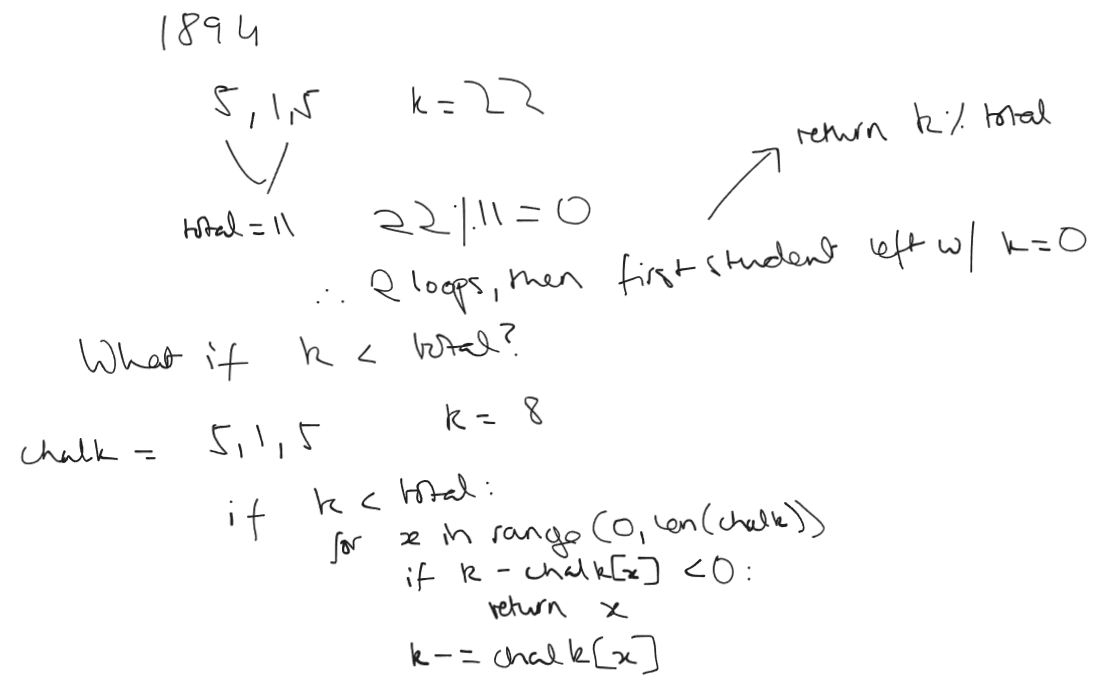 1894
5, 1, 5 k = 22
return k % total
total = 11 22 % 11 = 0
∴ 2 loops, then first student left w/ k = 0
What if k < total?
k = 8
chalk = 5, 1, 5
if k < total:
for x in range (0, len(chalk))
if k - chalk[x] < 0:
return x
k -= chalk[x]